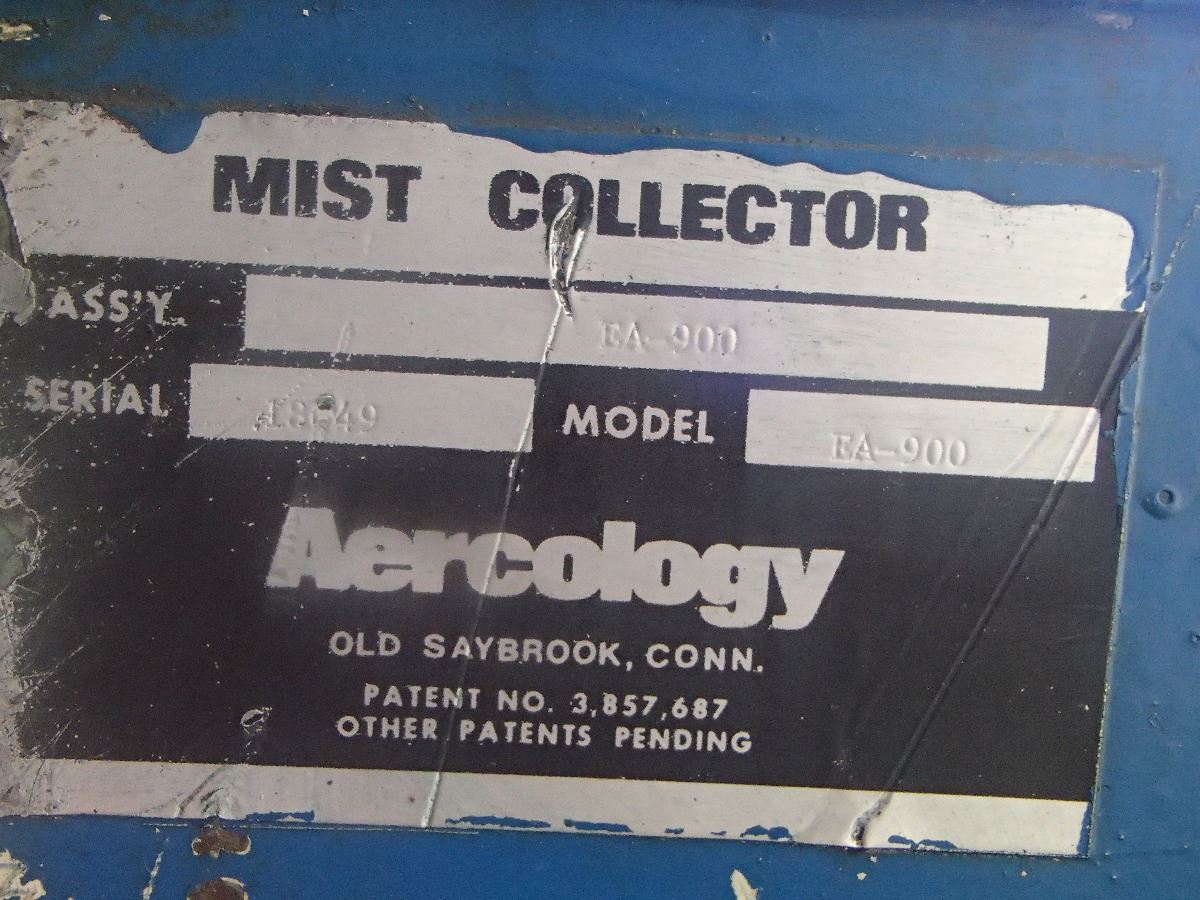 MIST COLLECTOR
ASS'Y EA-900
SERIAL MODEL EA-900
Aercology
OLD SAYBROOK, CONN.
PATENT NO. 3,857,687
OTHER PATENTS PENDING